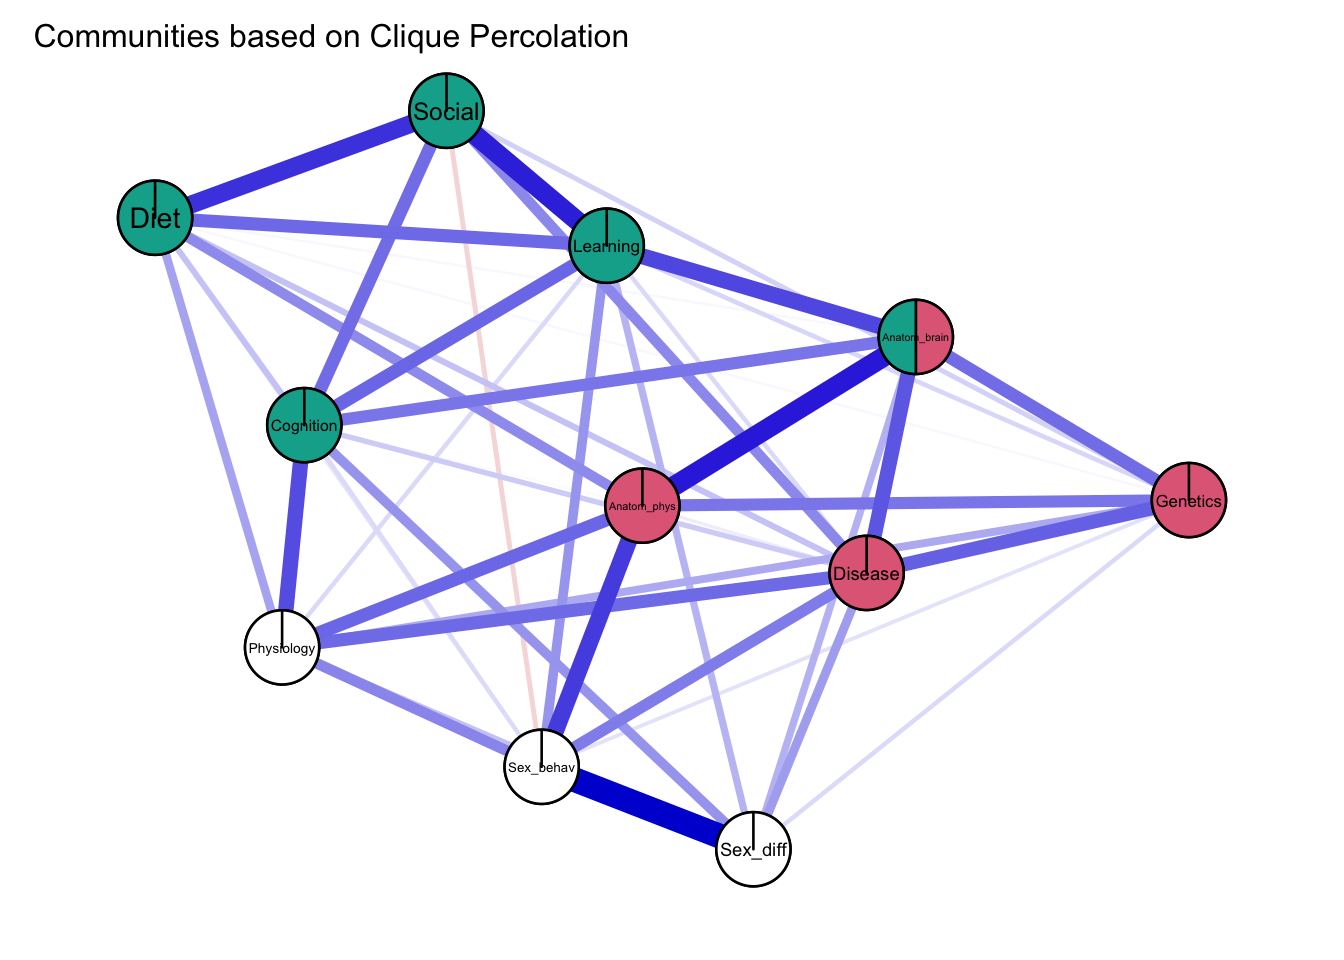 Communities based on Clique Percolation
Social
Diet
Learning
Anatom_brain
Cognition
Anatom_phys
Genetics
Disease
Physiology
Sex_behav
Sex_diff